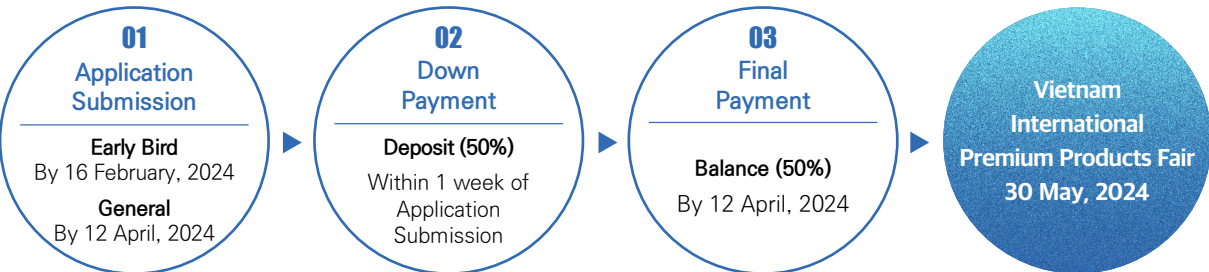 01
Application
Submission
Early Bird
By 16 February, 2024
General
By 12 April, 2024
02
Down
Payment
Deposit (50%)
Within 1 week of
Application
Submission
03
Final
Payment
Balance (50%)
By 12 April, 2024
Vietnam
International
Premium Products Fair
30 May, 2024